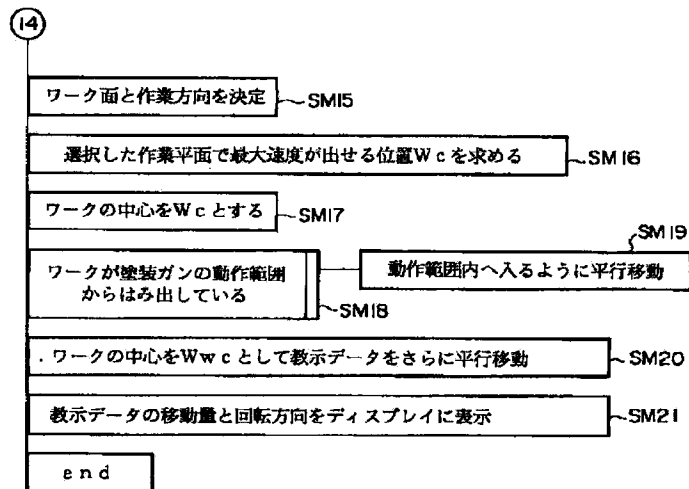 14
ワーク面と作業方向を決定
SM15
選択した作業平面で最大速度が出せる位置Wcを求める
SM16
ワークの中心をWcとする
SM17
ワークが塗装ガンの動作範囲
からはみ出している
SM18
動作範囲内へ入るように平行移動
SM19
.ワークの中心をWwcとして教示データをさらに平行移動
SM20
教示データの移動量と回転方向をディスプレイに表示
SM21
end